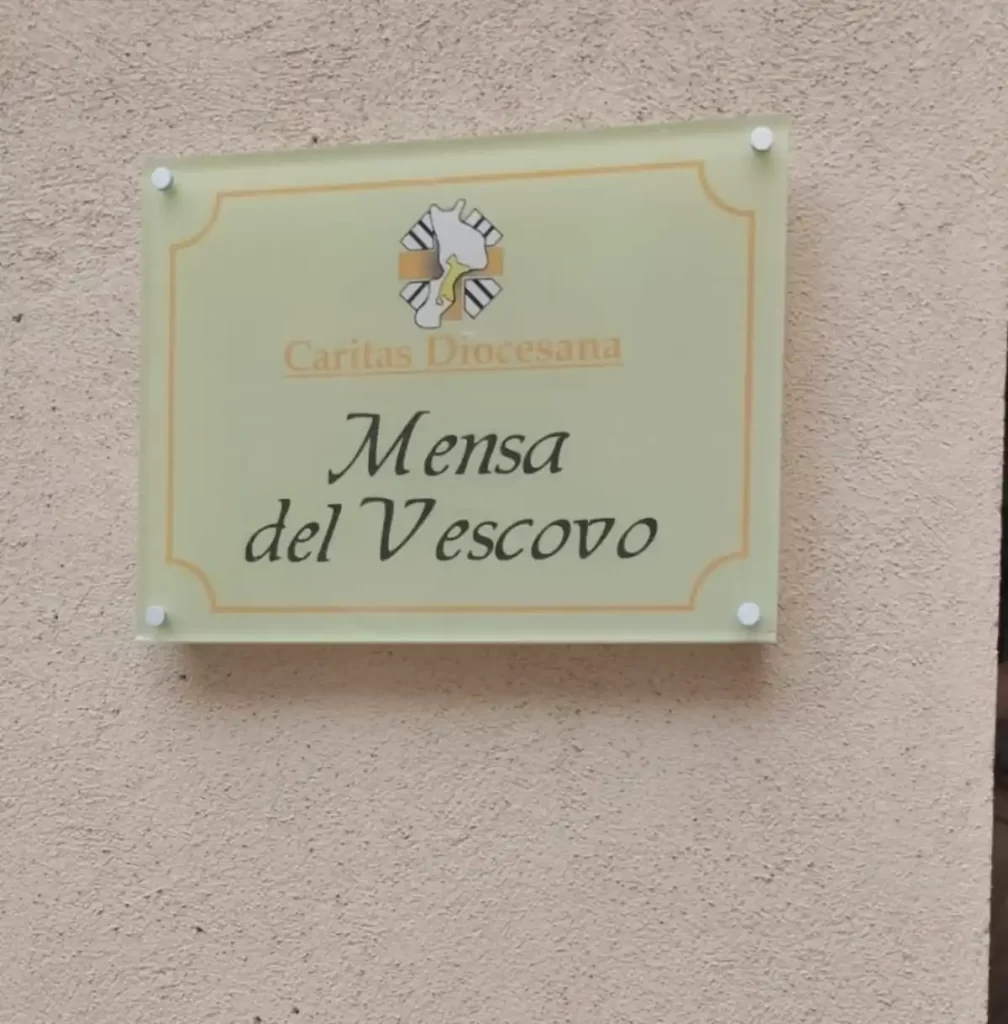 Caritas Diocesana
Mensa
del Vescovo